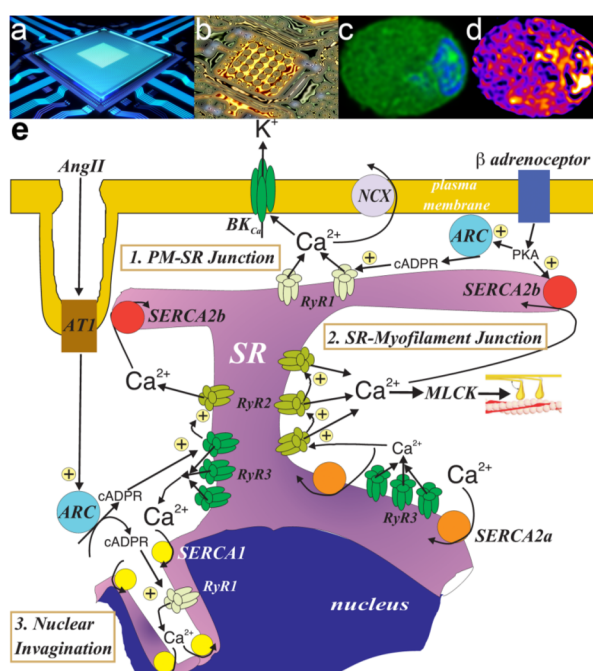 a
b
c
d
e
K+
AngII
β adrenoceptor
NCX
plasma
membrane
BKCa
Ca2+
ARC
+
PKA
+
1. PM-SR Junction
+
cADPR
RyR1
SERCA2b
AT1
SERCA2b
SR
2. SR-Myofilament Junction
Ca2+
+
RyR2
+
Ca2+
MLCK
+
+
RyR3
Ca2+
Ca2+
+
cADPR
ARC
Ca2+
RyR3
SERCA2a
cADPR
SERCA1
+
RyR1
nucleus
3. Nuclear
Invagination
Ca2+